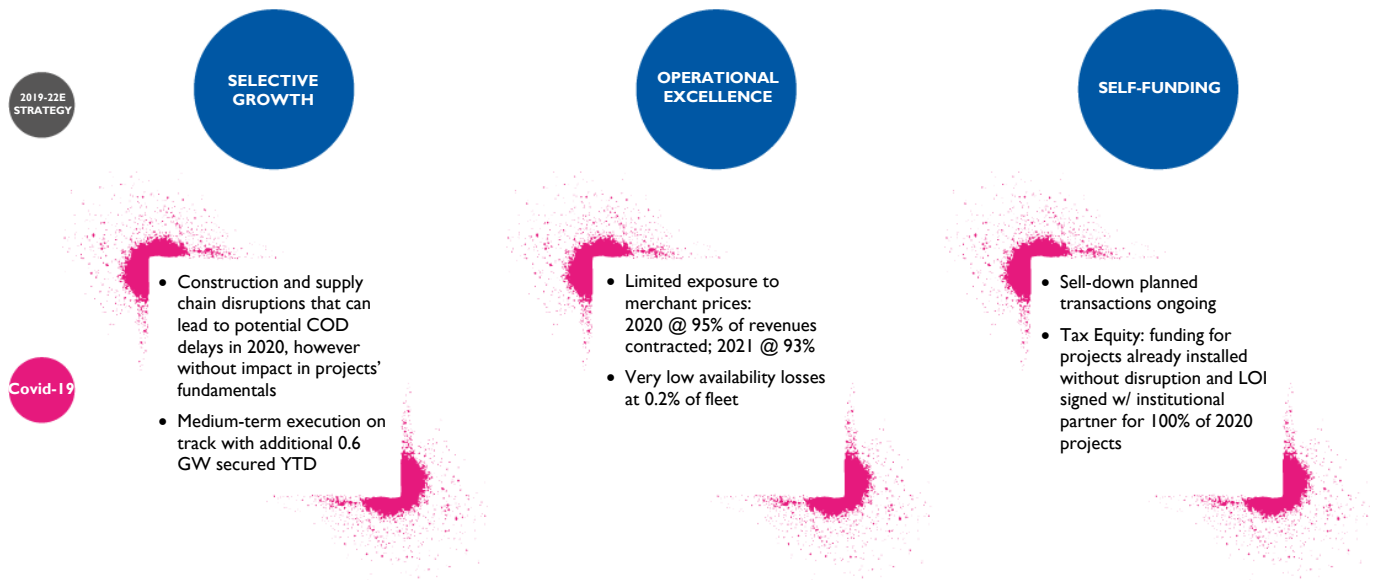 2019-22E
STRATEGY
SELECTIVE
GROWTH
OPERATIONAL
EXCELLENCE
SELF-FUNDING
Covid-19
• Construction and supply
chain disruptions that can
lead to potential COD
delays in 2020, however
without impact in projects’
fundamentals
• Medium-term execution on
track with additional 0.6
GW secured YTD
• Limited exposure to
merchant prices:
2020 @ 95% of revenues
contracted; 2021 @ 93%
• Very low availability losses
at 0.2% of fleet
• Sell-down planned
transactions ongoing
• Tax Equity: funding for
projects already installed
without disruption and LOI
signed w/ institutional
partner for 100% of 2020
projects